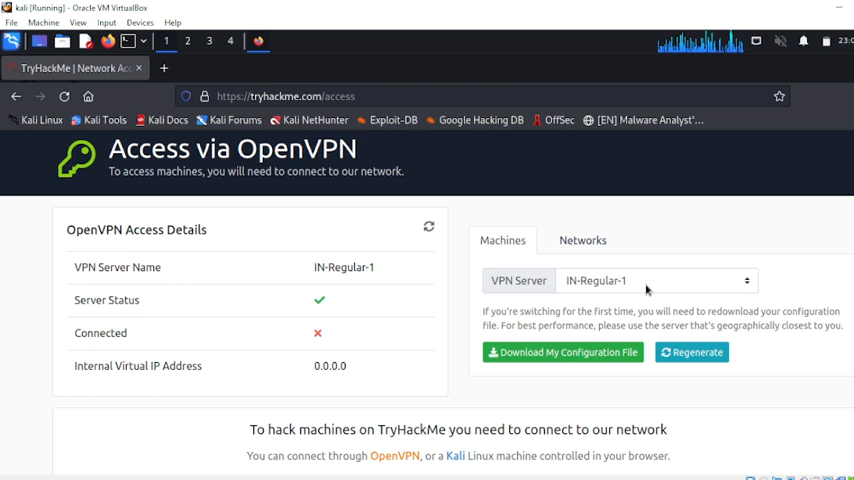 kali [Running] - Oracle VM VirtualBox
File Machine View Input Devices Help
1 2 3 4
TryHackMe | Network Acc
https://tryhackme.com/access
Kali Linux Kali Tools Kali Docs Kali Forums Kali NetHunter Exploit-DB Google Hacking DB OffSec [EN] Malware Analyst'...
Access via OpenVPN
To access machines, you will need to connect to our network.
OpenVPN Access Details
VPN Server Name IN-Regular-1
Server Status
Connected
Internal Virtual IP Address 0.0.0.0
Machines Networks
VPN Server IN-Regular-1
If you're switching for the first time, you will need to redownload your configuration
file. For best performance, please use the server that's geographically closest to you.
Download My Configuration File Regenerate
To hack machines on TryHackMe you need to connect to our network
You can connect through OpenVPN, or a Kali Linux machine controlled in your browser.